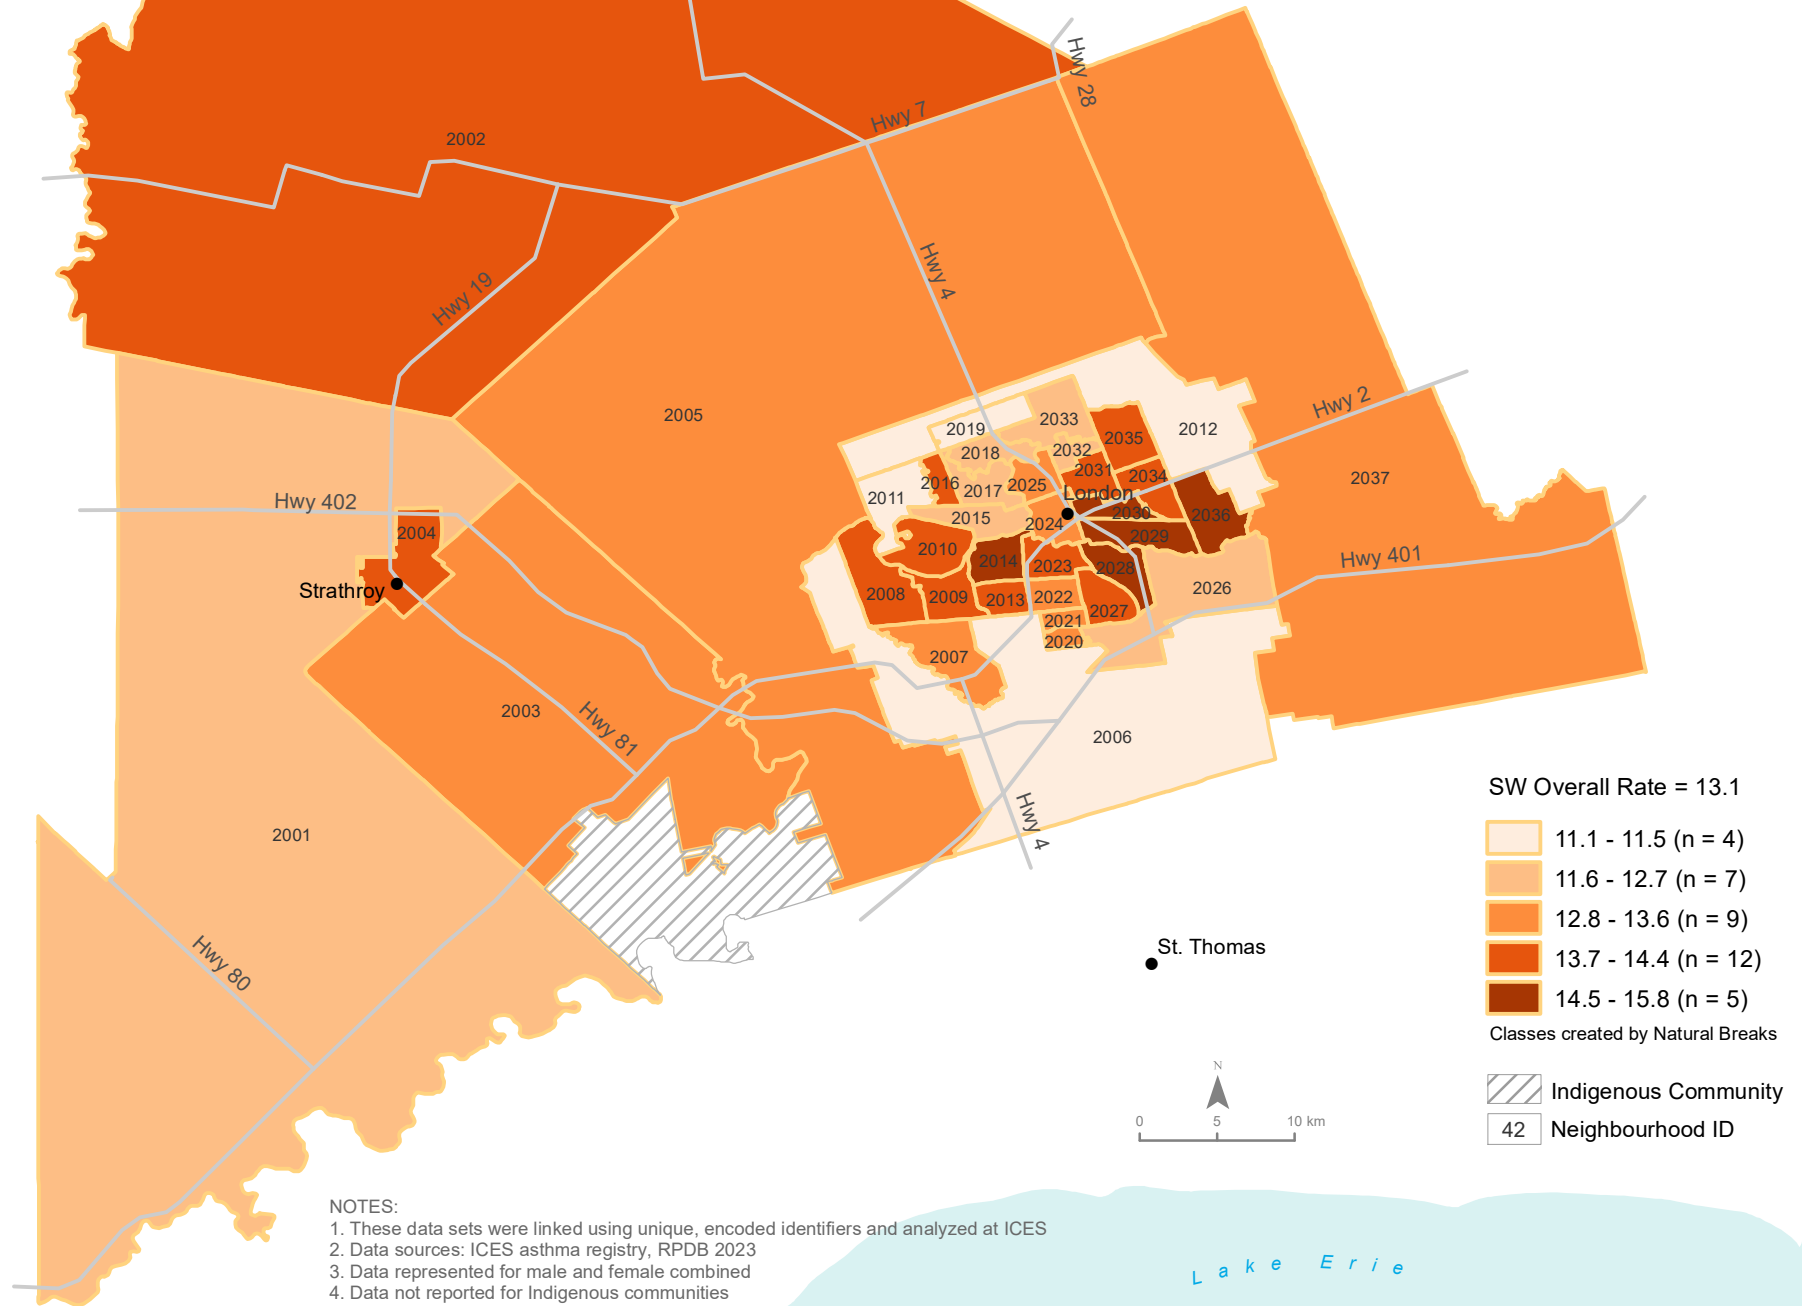 Hwy 28
Hwy 7
2002
Hwy 4
Hwy 19
Hwy 2
2005
2019
2033
2012
2035
2018
2032
2031
2034
2037
2016
2017
2025
2011
London
Hwy 402
2015
2024
2030
2036
2004
2029
2010
Hwy 401
2014
2023
2028
Strathroy
2008
2009
2013
2022
2026
2027
2021
2020
2007
2003
Hwy 81
2006
SW Overall Rate = 13.1
Hwy 4
2001
11.1 - 11.5 (n = 4)
11.6 - 12.7 (n = 7)
12.8 - 13.6 (n = 9)
13.7 - 14.4 (n = 12)
14.5 - 15.8 (n = 5)
Classes created by Natural Breaks
Hwy 80
St. Thomas
N
0 5 10 km
Indigenous Community
42 Neighbourhood ID
NOTES:
1. These data sets were linked using unique, encoded identifiers and analyzed at ICES
2. Data sources: ICES asthma registry, RPDB 2023
3. Data represented for male and female combined
4. Data not reported for Indigenous communities
Lake Erie